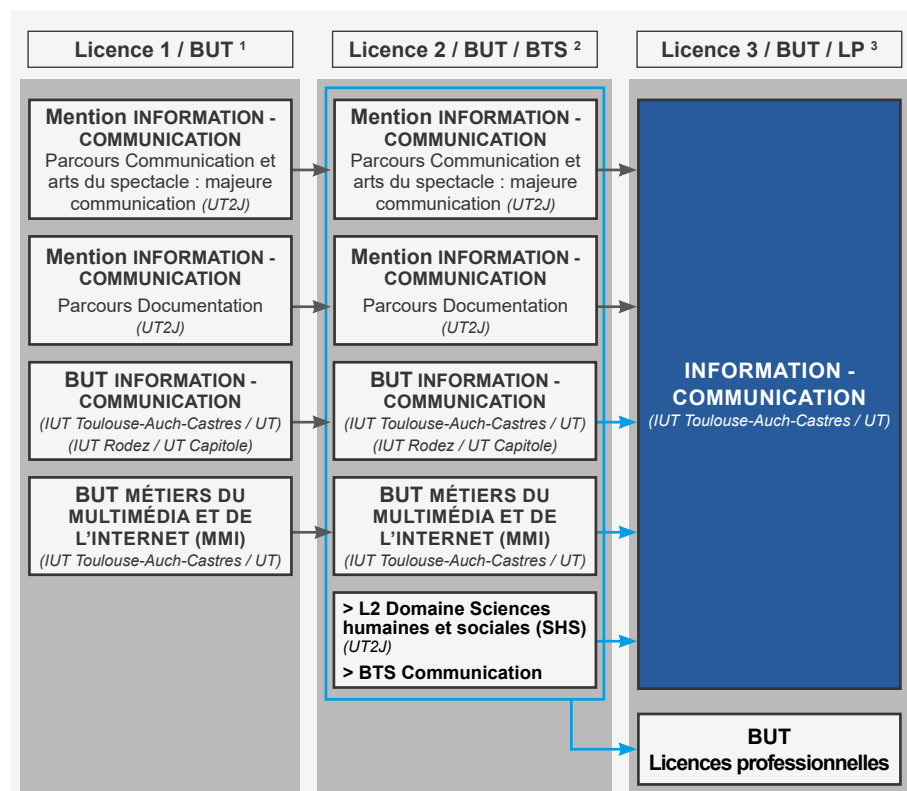 Licence 1 / BUT ¹
Licence 2 / BUT / BTS ²
Licence 3 / BUT / LP ³
Mention INFORMATION -
COMMUNICATION
Parcours Communication et
arts du spectacle : majeure
communication (UT2J)
Mention INFORMATION -
COMMUNICATION
Parcours Documentation
(UT2J)
BUT INFORMATION -
COMMUNICATION
(IUT Toulouse-Auch-Castres / UT)
(IUT Rodez / UT Capitole)
BUT MÉTIERS DU
MULTIMÉDIA ET DE
L'INTERNET (MMI)
(IUT Toulouse-Auch-Castres / UT)
Mention INFORMATION -
COMMUNICATION
Parcours Communication et
arts du spectacle : majeure
communication (UT2J)
Mention INFORMATION -
COMMUNICATION
Parcours Documentation
(UT2J)
BUT INFORMATION -
COMMUNICATION
(IUT Toulouse-Auch-Castres / UT)
(IUT Rodez / UT Capitole)
BUT MÉTIERS DU
MULTIMÉDIA ET DE
L'INTERNET (MMI)
(IUT Toulouse-Auch-Castres / UT)
> L2 Domaine Sciences
humaines et sociales (SHS)
(UT2J)
> BTS Communication
INFORMATION -
COMMUNICATION
(IUT Toulouse-Auch-Castres / UT)
BUT
Licences professionnelles